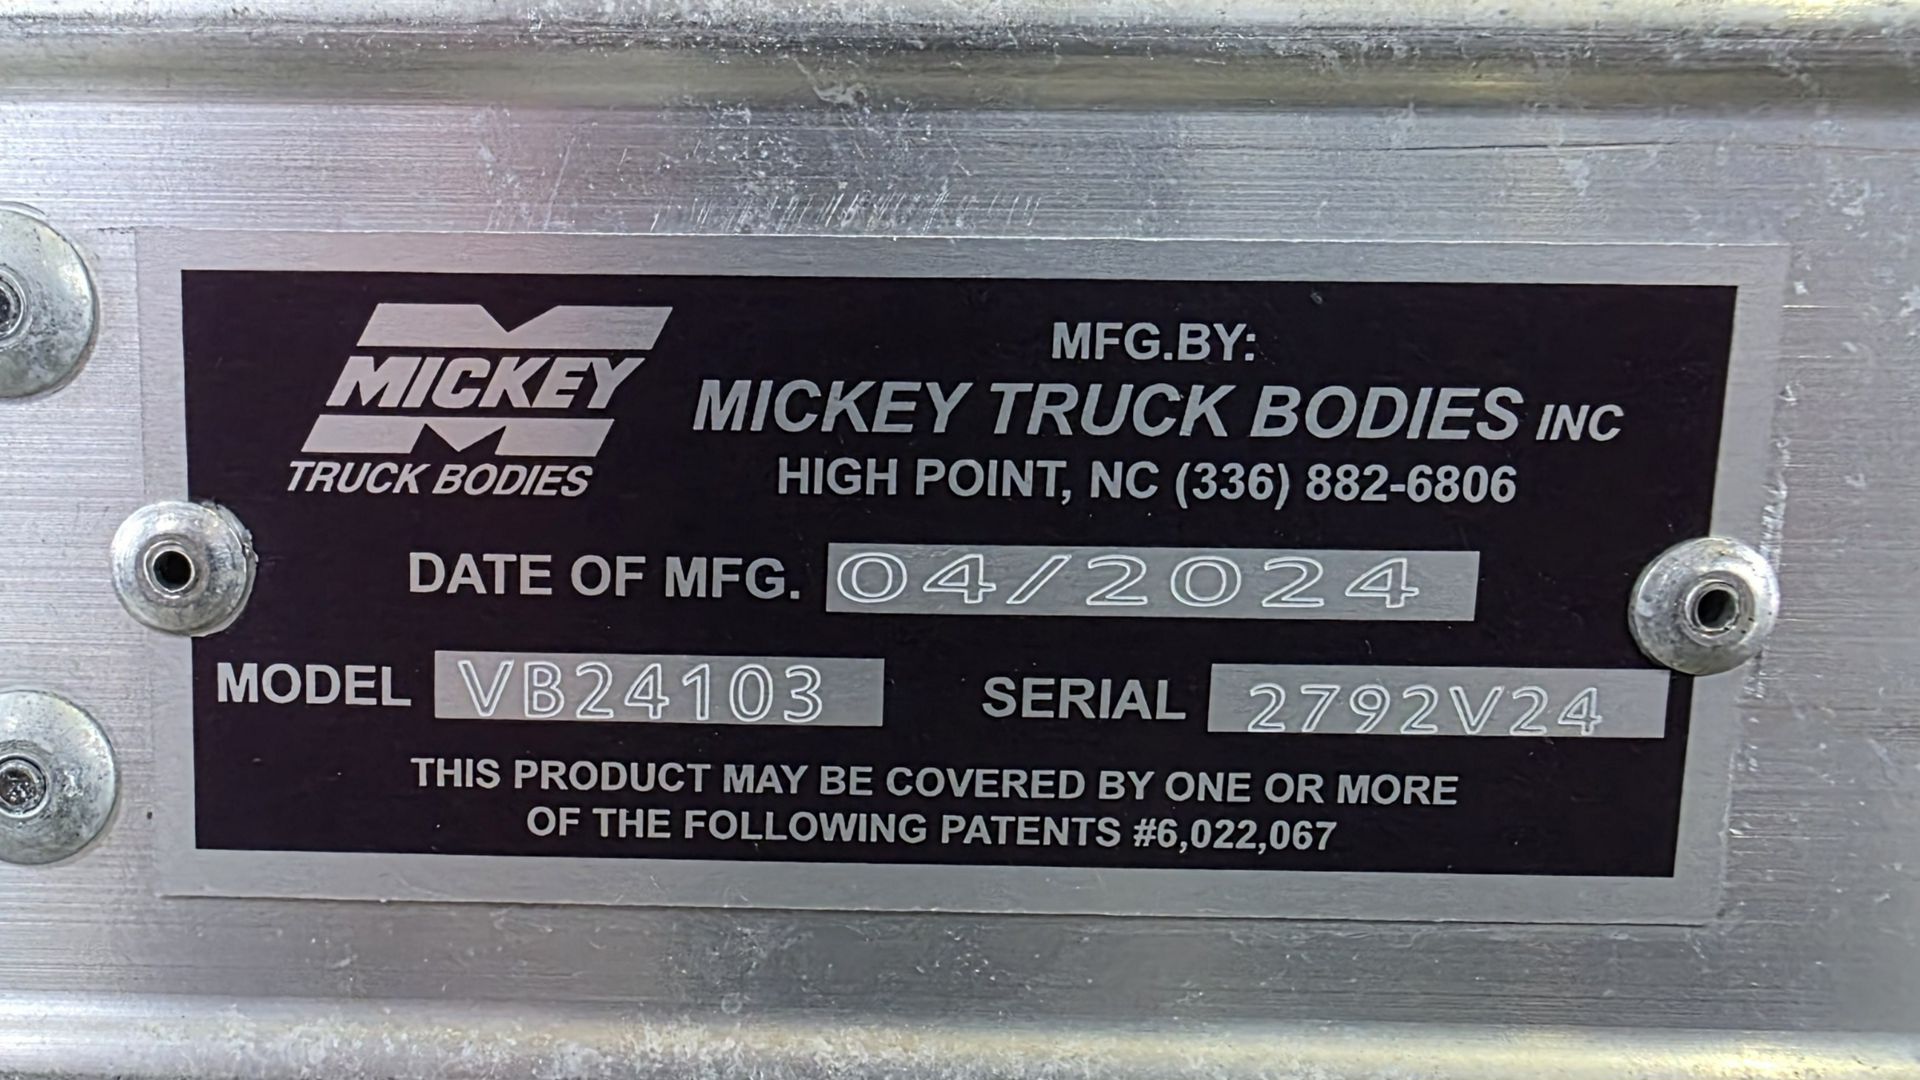 MICKEY
TRUCK BODIES
MFG.BY:
MICKEY TRUCK BODIES INC
HIGH POINT, NC (336) 882-6806
DATE OF MFG. 04/2024
MODEL VB24103 SERIAL 2792V24
THIS PRODUCT MAY BE COVERED BY ONE OR MORE
OF THE FOLLOWING PATENTS #6,022,067